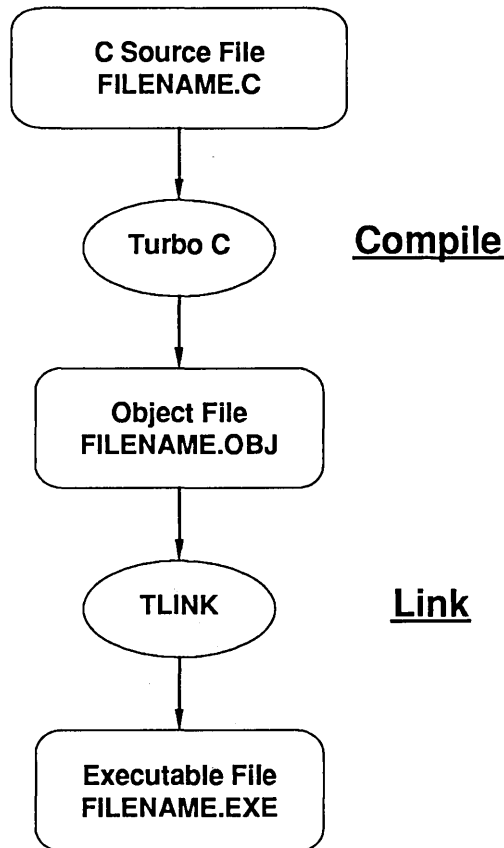 C Source File
FILENAME.C
Turbo C
Compile
Object File
FILENAME.OBJ
TLINK
Link
Executable File
FILENAME.EXE